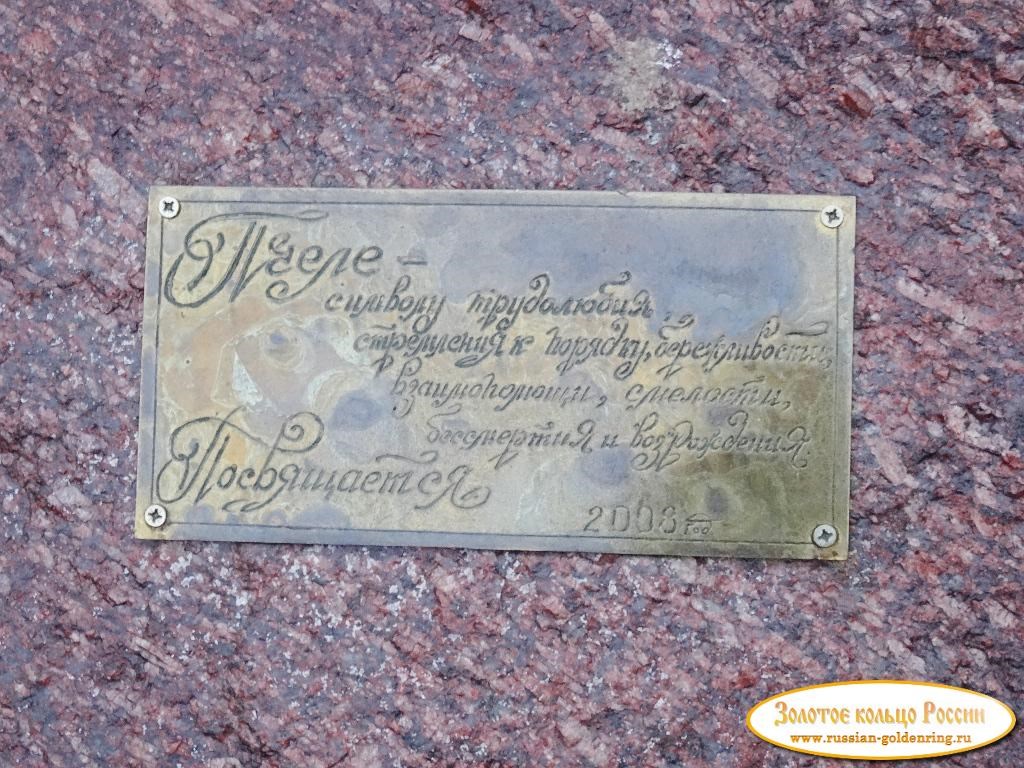 Пчеле -
символу трудолюбия,
стремления к порядку, бережливости,
взаимопомощи, смелости,
бессмертия и возрождения.
Посвящается
2008 год
Золотое кольцо России
www.russian-goldenring.ru